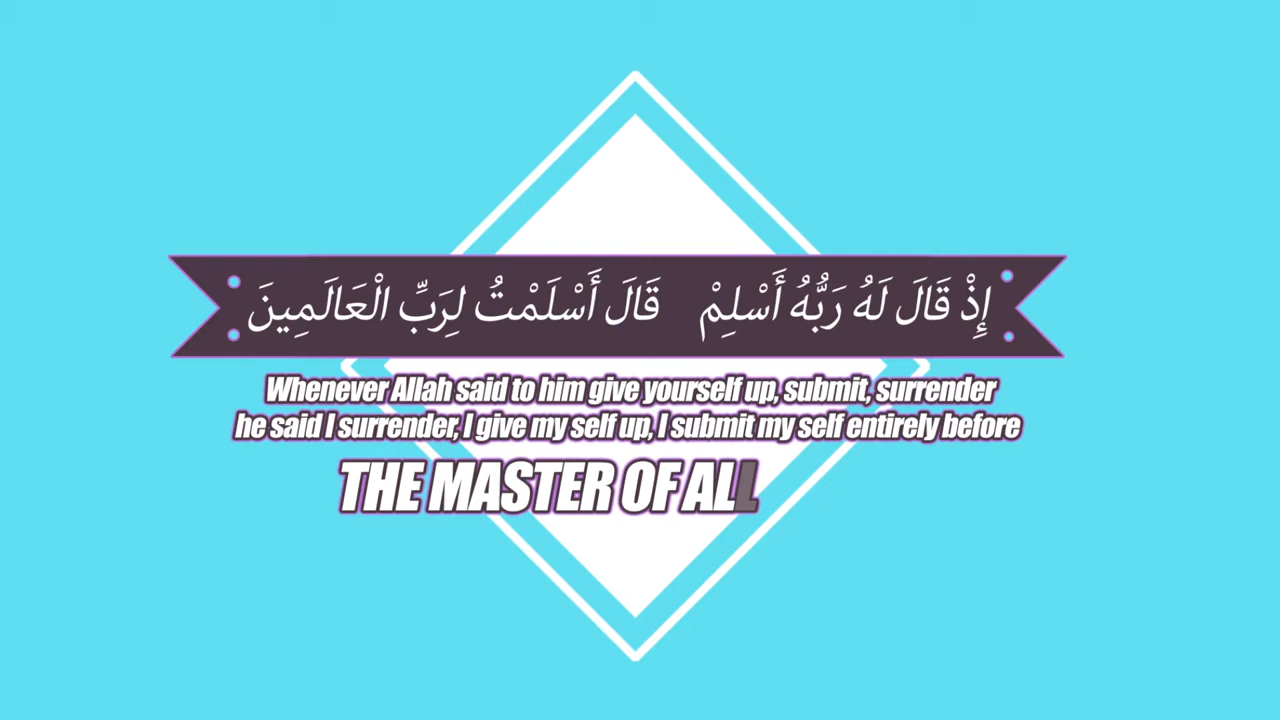 إِذْ قَالَ لَهُ رَبُّهُ أَسْلِمْ قَالَ أَسْلَمْتُ لِرَبِّ الْعَالَمِينَ
Whenever Allah said to him give yourself up, submit, surrender
he said I surrender, I give my self up, I submit my self entirely before
THE MASTER OF ALL